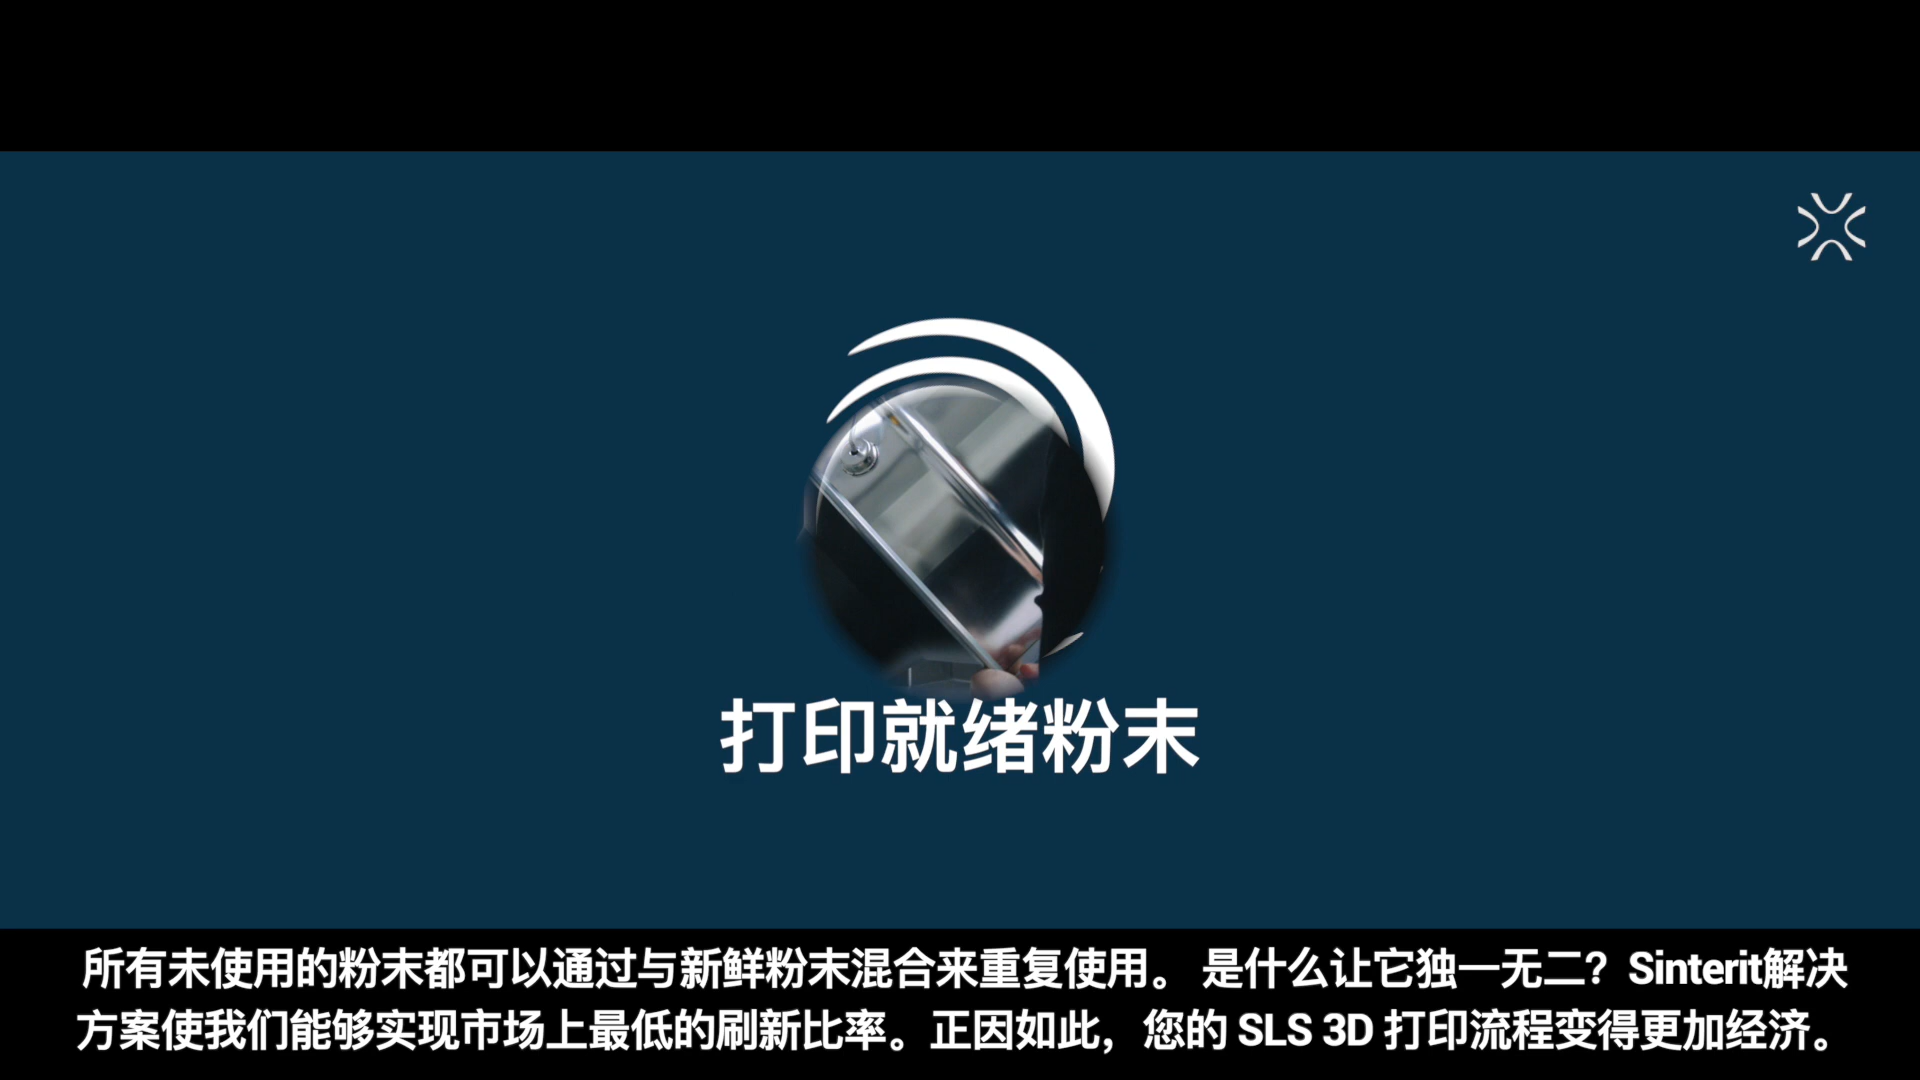 打印就绪粉末
所有未使用的粉末都可以通过与新鲜粉末混合来重复使用。 是什么让它独一无二？Sinterit解决
方案使我们能够实现市场上最低的刷新比率。正因如此，您的 SLS 3D 打印流程变得更加经济。